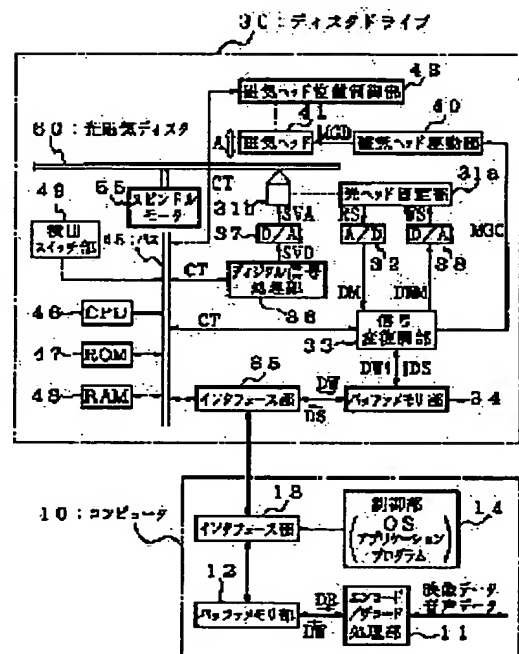 30：ディスクドライブ
43
磁気ヘッド位置制御部
41
MGD
40
60：光磁気ディスク
A
磁気ヘッド
磁気ヘッド駆動部
CT
49
55
スピンドル
モータ
31b
光ヘッド固定部
31a
検出
スイッチ部
45：バス
SVA
RS
WS
MGC
37
D/A
A/D
D/A
32
38
SVD
CT
ディジタル信号
処理部
36
DM
DMM
46
CPU
CT
信号
変復調部
33
47
ROM
35
DW
DS
48
RAM
インタフェース部
DW
DS
バッファメモリ部
34
10：コンピュータ
13
インタフェース部
制御部
OS
アプリケーション
プログラム
14
12
バッファメモリ部
DR
DW
エンコード
/デコード
処理部
11
映像データ
音声データ